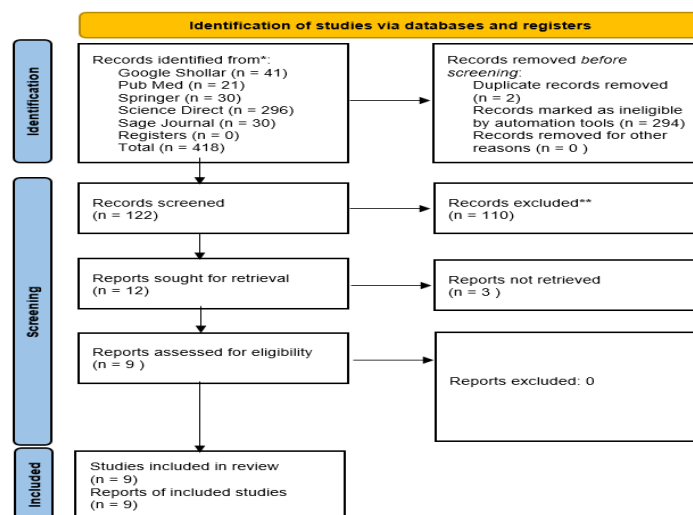 Identification of studies via databases and registers
Identification
Records identified from*:
Google Shollar (n = 41)
Pub Med (n = 21)
Springer (n = 30)
Science Direct (n = 296)
Sage Journal (n = 30)
Registers (n = 0)
Total (n = 418)
Records removed before
screening:
Duplicate records removed
(n = 2)
Records marked as ineligible
by automation tools (n = 294)
Records removed for other
reasons (n = 0 )
Screening
Records screened
(n = 122)
Records excluded**
(n = 110)
Reports sought for retrieval
(n = 12)
Reports not retrieved
(n = 3 )
Reports assessed for eligibility
(n = 9 )
Reports excluded: 0
Included
Studies included in review
(n = 9)
Reports of included studies
(n = 9)